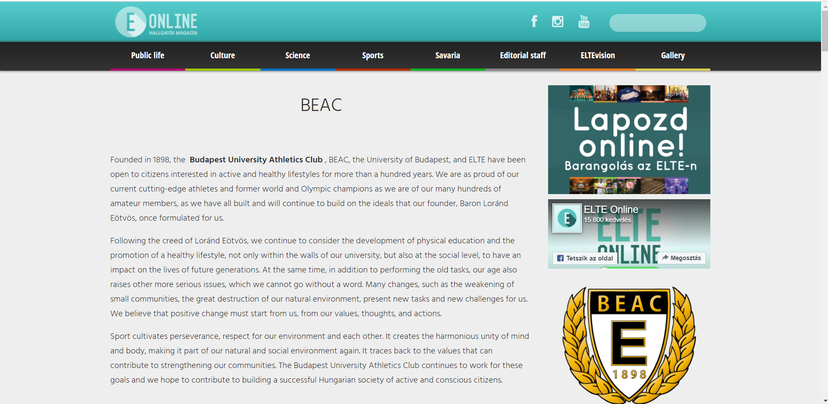 E ONLINE
HALLGATÓI MAGAZIN
You
Tube
Public life
Culture
Science
Sports
Savaria
Editorial staff
ELTEvision
Gallery
BEAC
Founded in 1898, the Budapest University Athletics Club , BEAC, the University of Budapest, and ELTE have been
open to citizens interested in active and healthy lifestyles for more than a hundred years. We are as proud of our
current cutting-edge athletes and former world and Olympic champions as we are of our many hundreds of
amateur members, as we have all built and will continue to build on the ideals that our founder, Baron Loránd
Eötvös, once formulated for us.
Following the creed of Loránd Eötvös, we continue to consider the development of physical education and the
promotion of a healthy lifestyle, not only within the walls of our university, but also at the social level, to have an
impact on the lives of future generations. At the same time, in addition to performing the old tasks, our age also
raises other more serious issues, which we cannot go without a word. Many changes, such as the weakening of
small communities, the great destruction of our natural environment, present new tasks and new challenges for us.
We believe that positive change must start from us, from our values, thoughts, and actions.
Sport cultivates perseverance, respect for our environment and each other. It creates the harmonious unity of mind
and body, making it part of our natural and social environment again. It traces back to the values that can
contribute to strengthening our communities. The Budapest University Athletics Club continues to work for these
goals and we hope to contribute to building a successful Hungarian society of active and conscious citizens.
Lapozd
online!
Barangolás az ELTE-n
E
ELTE Online
15 800 kedvelés
ELTE
ONLINE
Tetszik az oldal
Megosztás
BEAC
E
1898